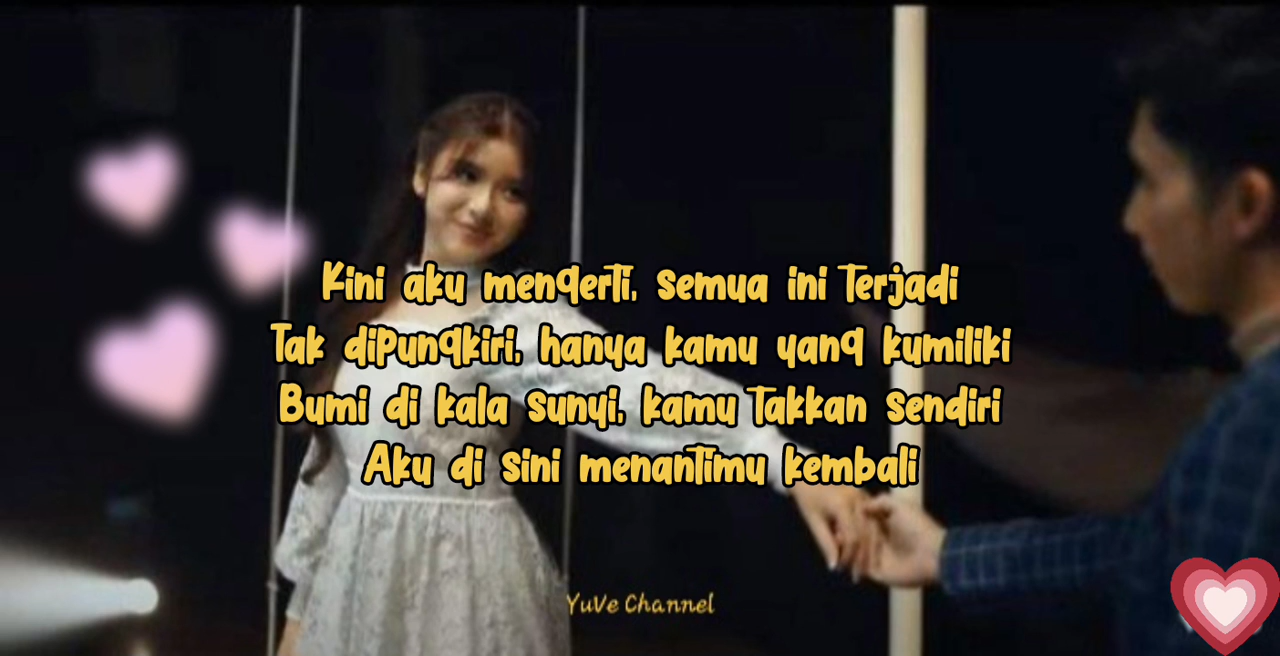 Kini aku mengerti, semua ini terjadi
Tak dipungkiri, hanya kamu yang kumiliki
Bumi di kala sunyi, kamu takkan sendiri
Aku di sini menantimu kembali
YuVe Channel